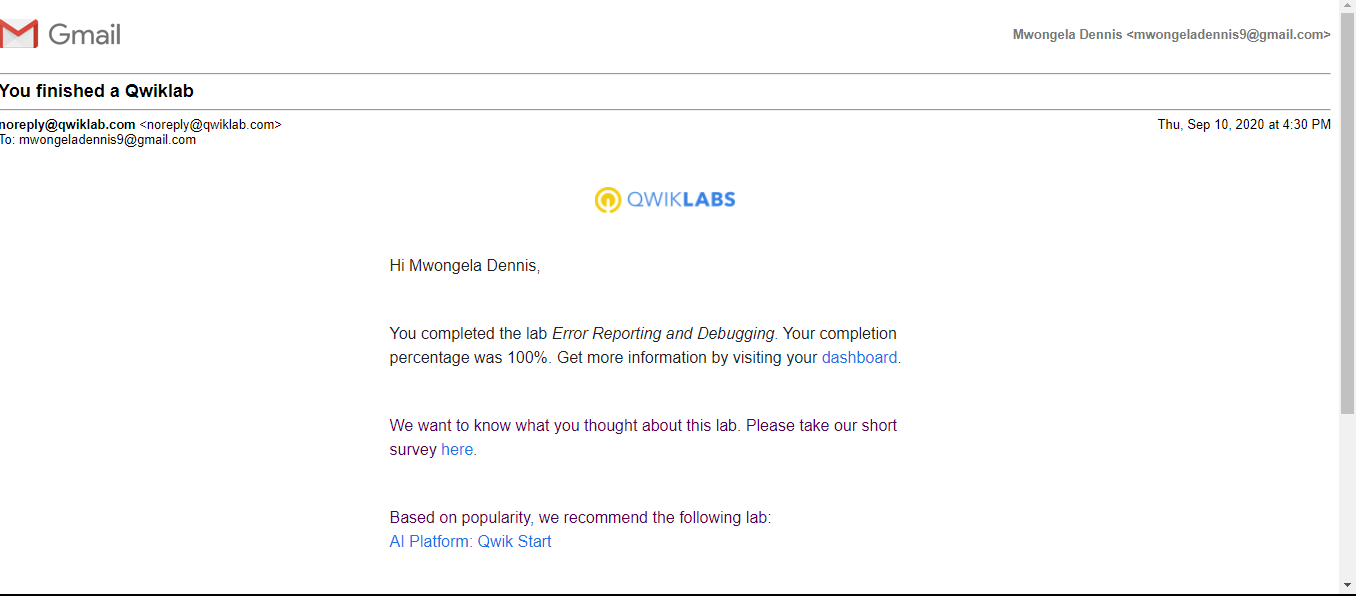 Gmail
Mwongela Dennis <mwongeladennis9@gmail.com>
You finished a Qwiklab
noreply@qwiklab.com <noreply@qwiklab.com>
Thu, Sep 10, 2020 at 4:30 PM
To: mwongeladennis9@gmail.com
QWIKLABS
Hi Mwongela Dennis,
You completed the lab Error Reporting and Debugging. Your completion
percentage was 100%. Get more information by visiting your dashboard.
We want to know what you thought about this lab. Please take our short
survey here.
Based on popularity, we recommend the following lab:
AI Platform: Qwik Start